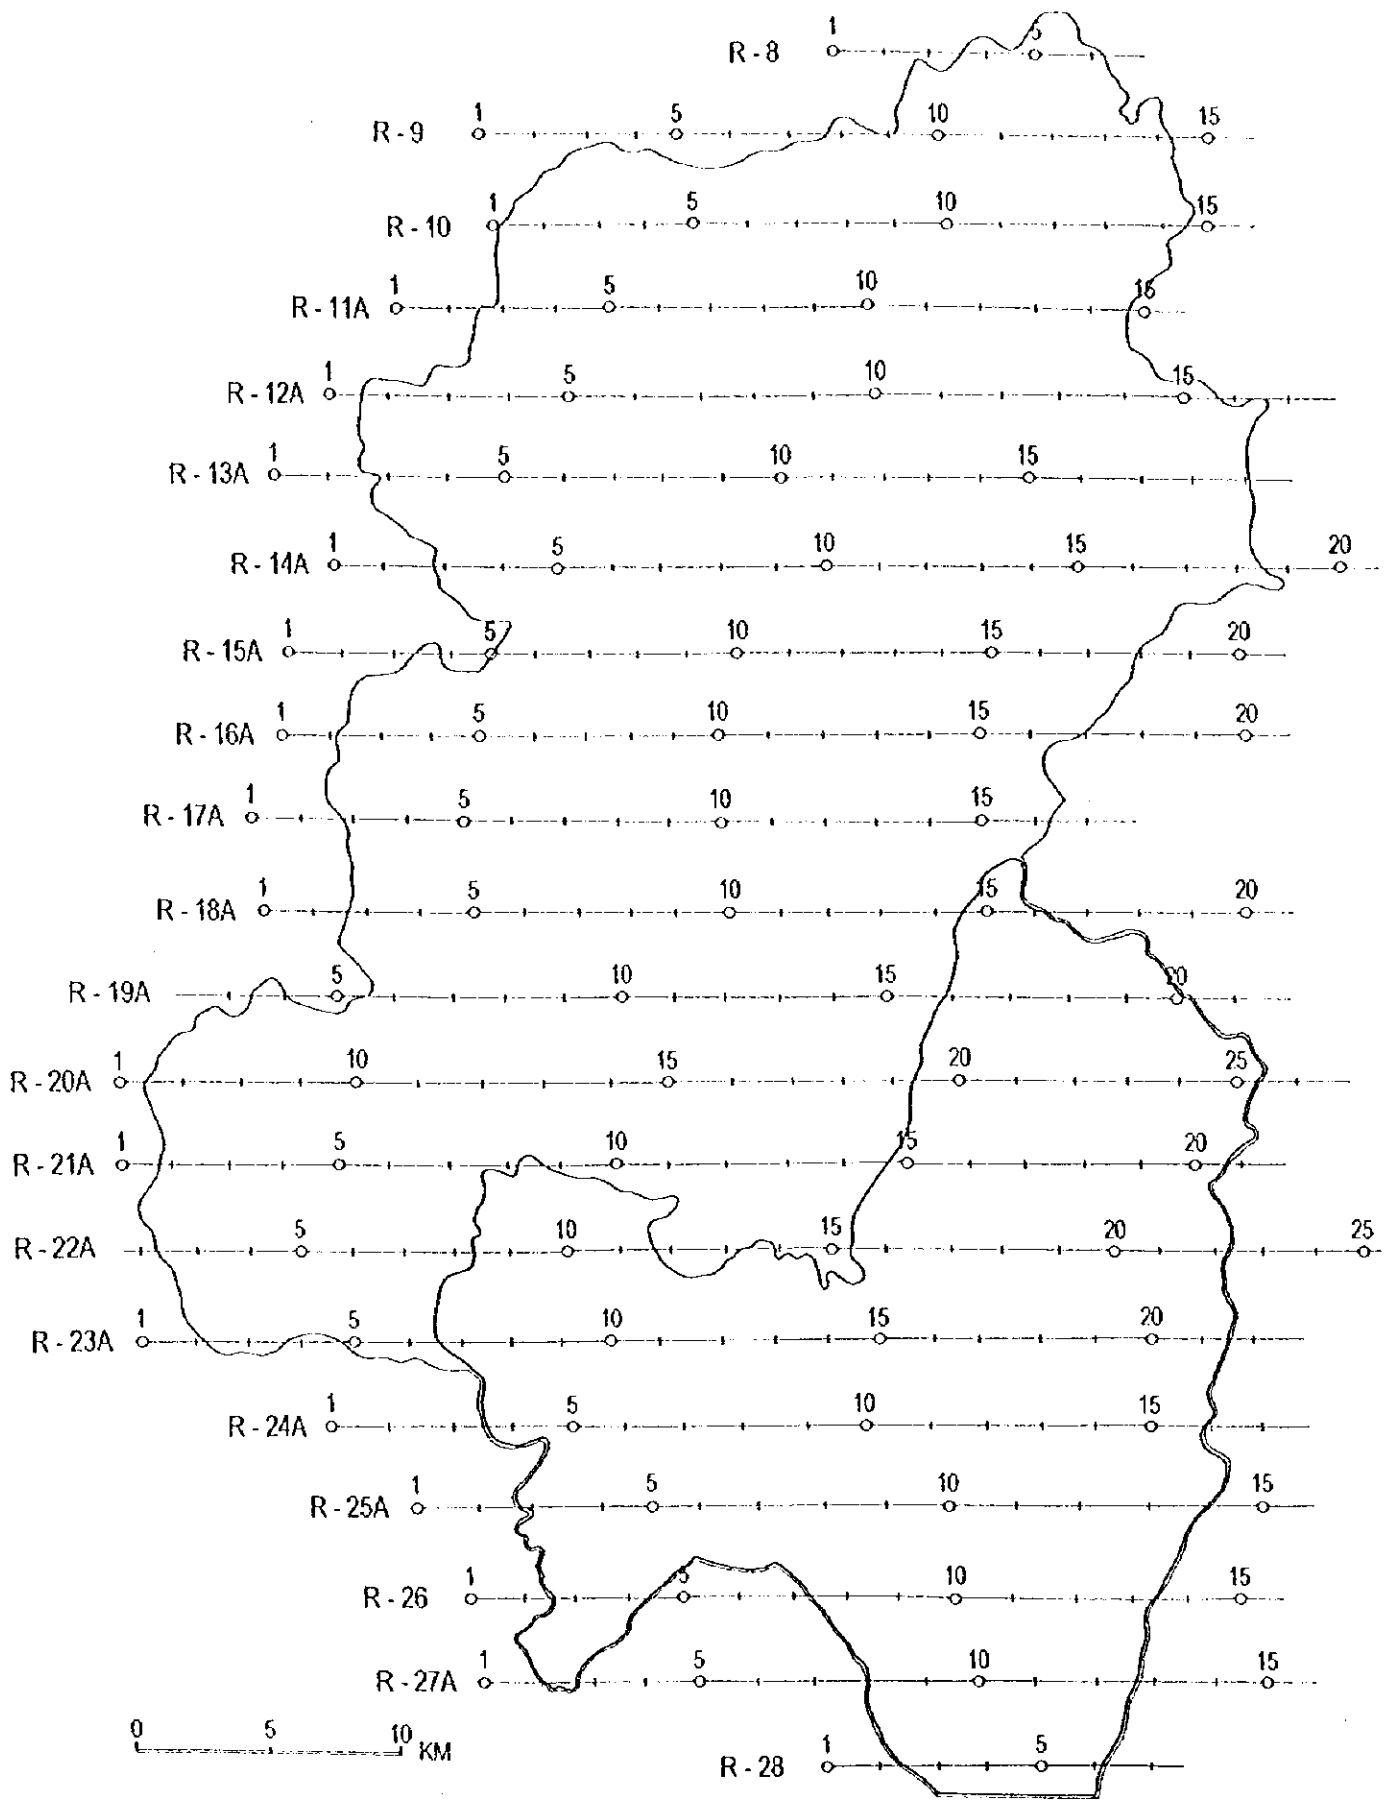 R-8 1 5
R-9 1 5 10 15
R-10 1 5 10 15
R-11A 1 5 10 15
R-12A 1 5 10 15
R-13A 1 5 10 15
R-14A 1 5 10 15 20
R-15A 1 5 10 15 20
R-16A 1 5 10 15 20
R-17A 1 5 10 15
R-18A 1 5 10 15 20
R-19A 5 10 15 20
R-20A 1 10 15 20 25
R-21A 1 5 10 15 20
R-22A 5 10 15 20 25
R-23A 1 5 10 15 20
R-24A 1 5 10 15
R-25A 1 5 10 15
R-26 1 5 10 15
R-27A 1 5 10 15
0 5 10 KM
R-28 1 5